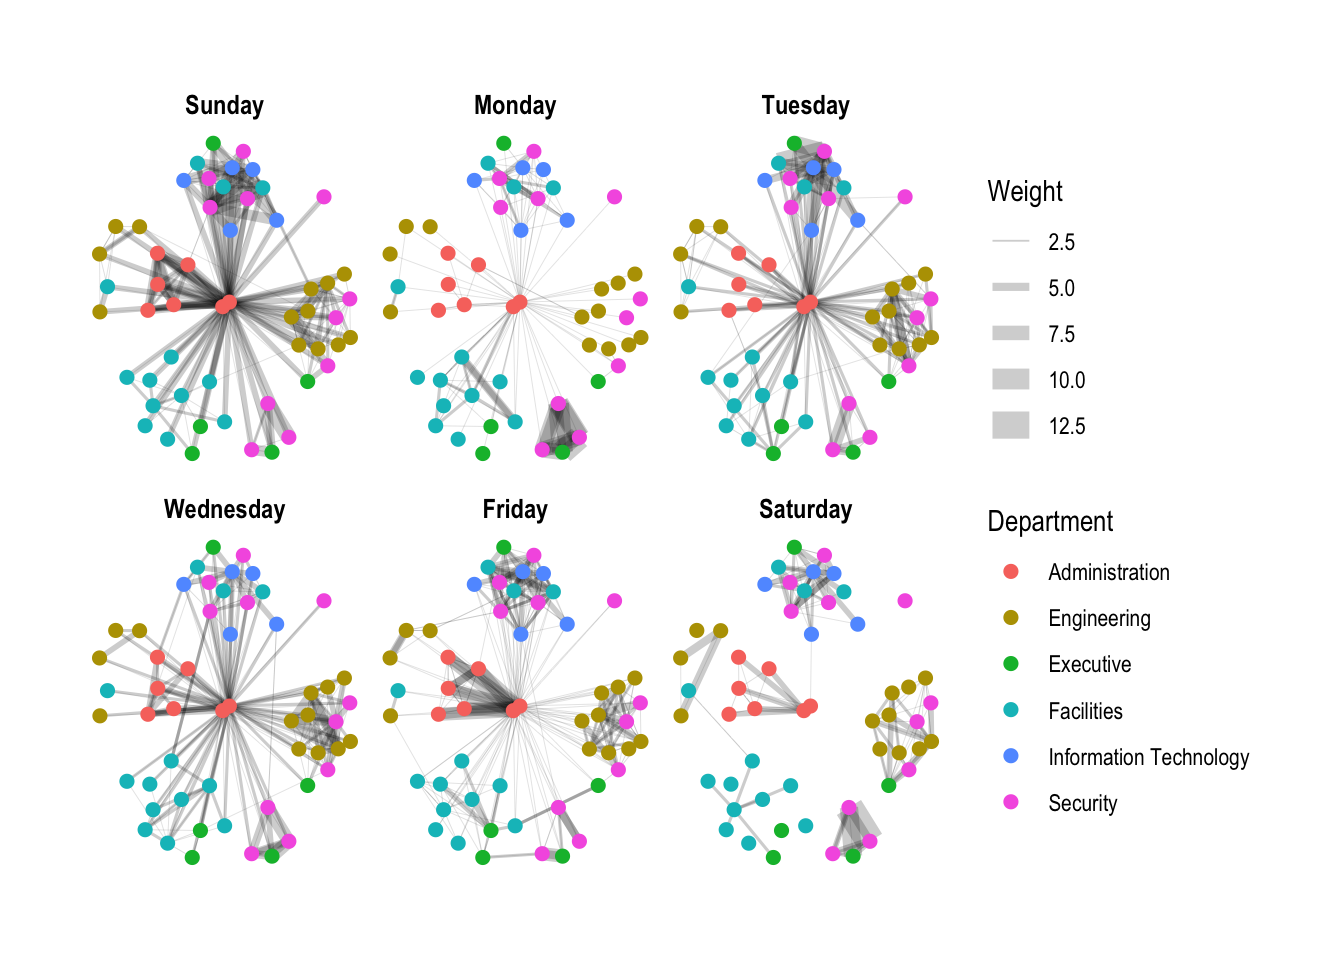 Sunday
Monday
Tuesday
Wednesday
Friday
Saturday
Weight
2.5
5.0
7.5
10.0
12.5
Department
Administration
Engineering
Executive
Facilities
Information Technology
Security